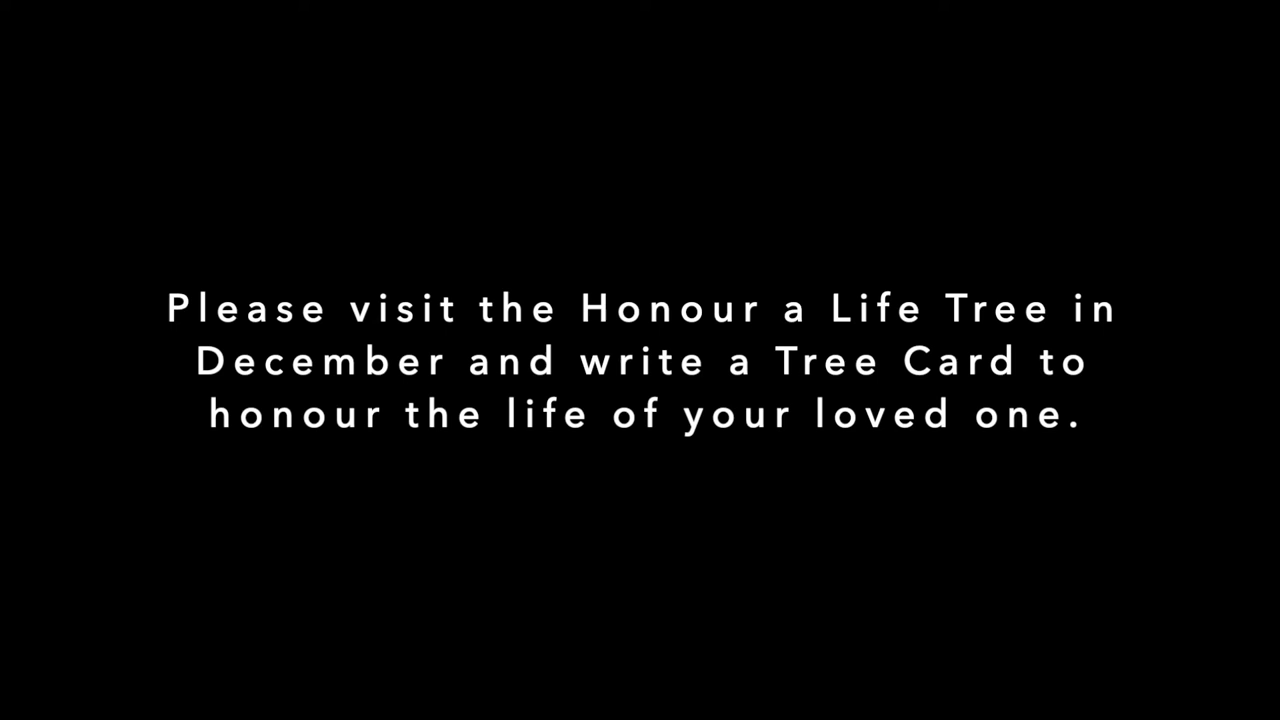 Please visit the Honour a Life Tree in
December and write a Tree Card to
honour the life of your loved one.